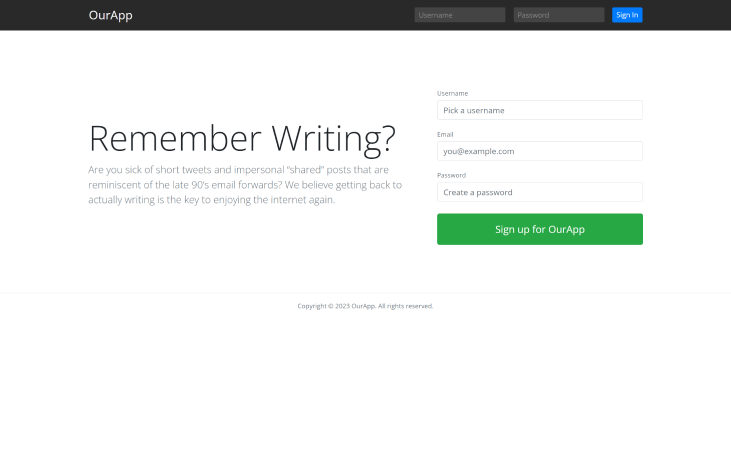 OurApp
Username
Password
Sign In
Remember Writing?
Are you sick of short tweets and impersonal "shared" posts that are
reminiscent of the late 90's email forwards? We believe getting back to
actually writing is the key to enjoying the internet again.
Username
Pick a username
Email
you@example.com
Password
Create a password
Sign up for OurApp
Copyright © 2023 OurApp. All rights reserved.